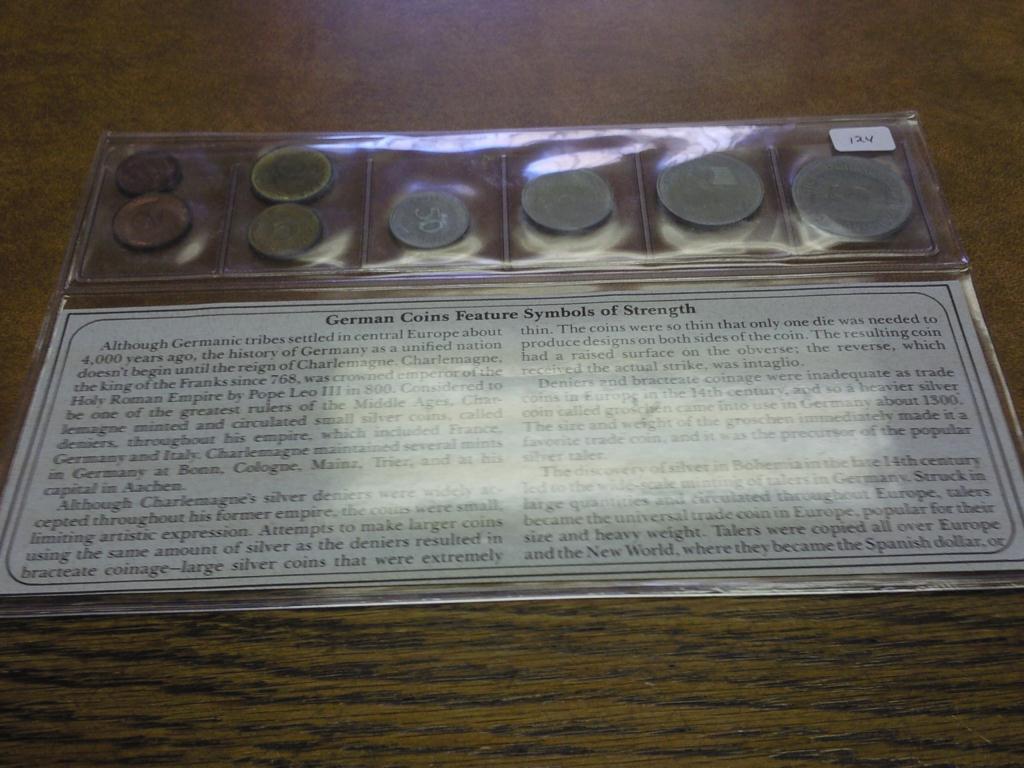 124
50
German Coins Feature Symbols of Strength
Although Germanic tribes settled in central Europe about
4,000 years ago, the history of Germany as a unified nation
doesn't begin until the reign of Charlemagne. Charlemagne,
the king of the Franks since 768, was crowned emperor of the
Holy Roman Empire by Pope Leo III in 800. Considered to
be one of the greatest rulers of the Middle Ages, Char-
lemagne minted and circulated small silver coins, called
deniers, throughout his empire, which included France,
Germany and Italy. Charlemagne maintained several mints
in Germany at Bonn, Cologne, Mainz, Trier, and at his
capital in Aachen.
Although Charlemagne's silver deniers were widely ac-
cepted throughout his former empire, the coins were small,
limiting artistic expression. Attempts to make larger coins
using the same amount of silver as the deniers resulted in
bracteate coinage—large silver coins that were extremely
thin. The coins were so thin that only one die was needed to
produce designs on both sides of the coin. The resulting coin
had a raised surface on the obverse; the reverse, which
received the actual strike, was intaglio.
Deniers and bracteate coinage were inadequate as trade
coins in Europe in the 14th century, and so a heavier silver
coin called groschen came into use in Germany about 1300.
The size and weight of the groschen immediately made it a
favorite trade coin, and it was the precursor of the popular
silver taler.
The discovery of silver in Bohemia in the late 14th century
led to the wide-scale minting of talers in Germany. Struck in
large quantities and circulated throughout Europe, talers
became the universal trade coin in Europe, popular for their
size and heavy weight. Talers were copied all over Europe
and the New World, where they became the Spanish dollar, or